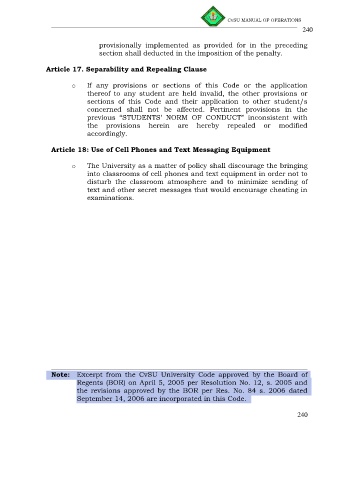 CvSU MANUAL OF OPERATIONS
240
provisionally implemented as provided for in the preceding
section shall deducted in the imposition of the penalty.
Article 17. Separability and Repealing Clause
o If any provisions or sections of this Code or the application
thereof to any student are held invalid, the other provisions or
sections of this Code and their application to other student/s
concerned shall not be affected. Pertinent provisions in the
previous “STUDENTS’ NORM OF CONDUCT” inconsistent with
the provisions herein are hereby repealed or modified
accordingly.
Article 18: Use of Cell Phones and Text Messaging Equipment
o The University as a matter of policy shall discourage the bringing
into classrooms of cell phones and text equipment in order not to
disturb the classroom atmosphere and to minimize sending of
text and other secret messages that would encourage cheating in
examinations.
Note: Excerpt from the CvSU University Code approved by the Board of
Regents (BOR) on April 5, 2005 per Resolution No. 12, s. 2005 and
the revisions approved by the BOR per Res. No. 84 s. 2006 dated
September 14, 2006 are incorporated in this Code.
240